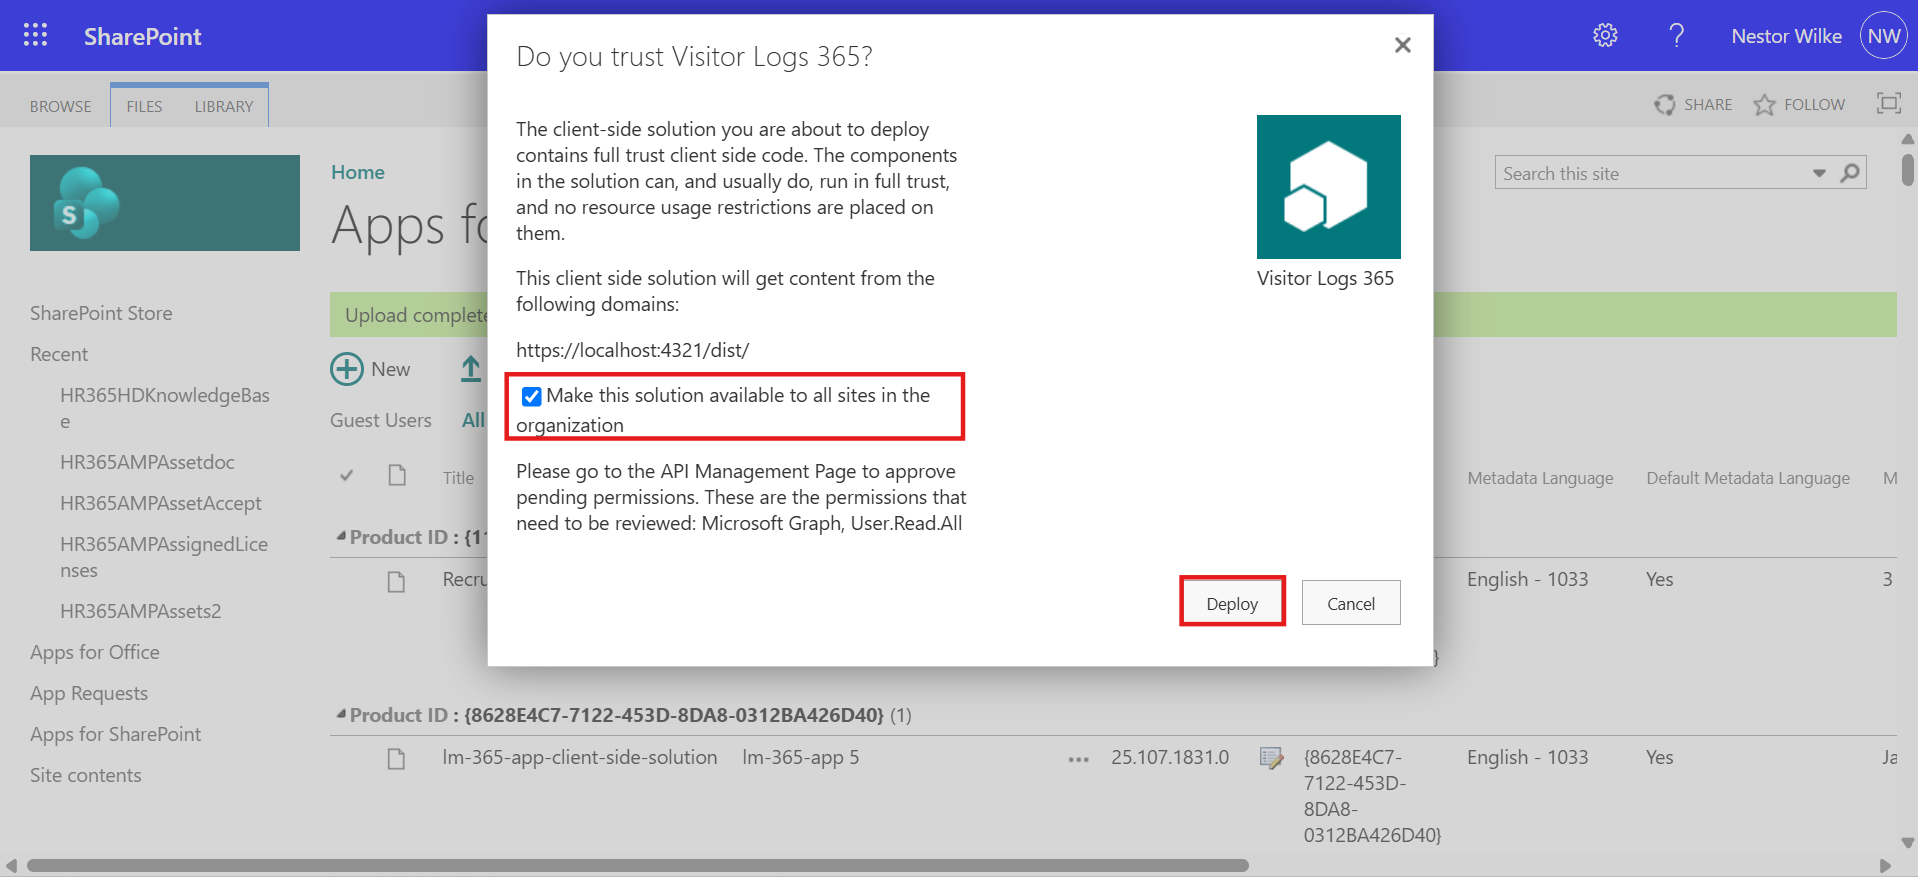 SharePoint
Nestor Wilke
NW
BROWSE
FILES
LIBRARY
SHARE
FOLLOW
S
Home
Apps fo
Search this site
SharePoint Store
Recent
HR365HDKnowledgeBas
e
HR365AMPAssetdoc
HR365AMPAssetAccept
HR365AMPAssignedLice
nses
HR365AMPAssets2
Apps for Office
App Requests
Apps for SharePoint
Site contents
Upload complete
New
Guest Users
All
Do you trust Visitor Logs 365?
The client-side solution you are about to deploy
contains full trust client side code. The components
in the solution can, and usually do, run in full trust,
and no resource usage restrictions are placed on
them.
This client side solution will get content from the
following domains:
https://localhost:4321/dist/
Make this solution available to all sites in the
organization
Please go to the API Management Page to approve
pending permissions. These are the permissions that
need to be reviewed: Microsoft Graph, User.Read.All
Visitor Logs 365
Deploy
Cancel
Title
Metadata Language
Default Metadata Language
M
Product ID : {11
Recru
English - 1033
Yes
3
}
Product ID : {8628E4C7-7122-453D-8DA8-0312BA426D40} (1)
lm-365-app-client-side-solution
lm-365-app 5
...
25.107.1831.0
{8628E4C7-
7122-453D-
8DA8-
0312BA426D40}
English - 1033
Yes
Ja